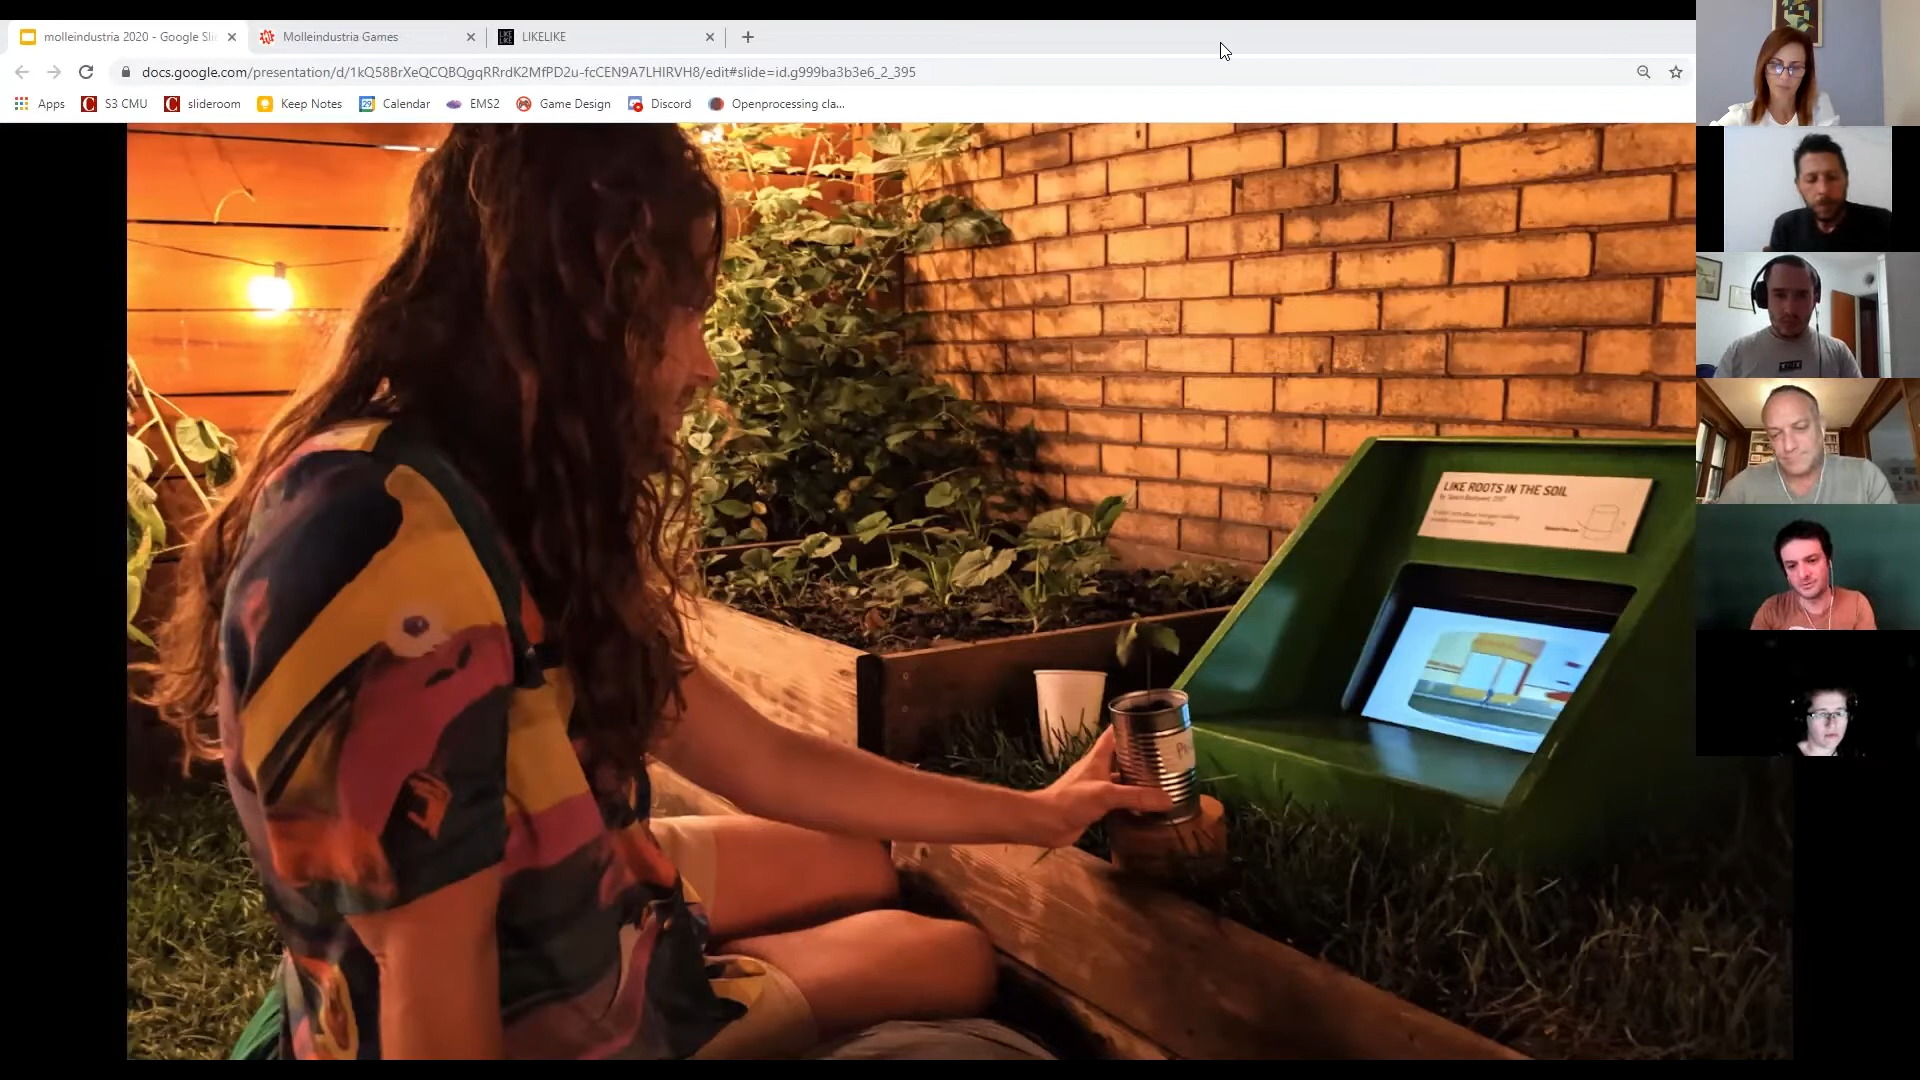 molleindustria 2020 - Google Sli
Molleindustria Games
LIKELIKE
docs.google.com/presentation/d/1kQ58BrXeQCQBQgqRRrdK2MfPD2u-fcCEN9A7LHIRVH8/edit#slide=id.g999ba3b3e6_2_395
Apps
S3 CMU
slideroom
Keep Notes
Calendar
EMS2
Game Design
Discord
Openprocessing cla...
LIKE ROOTS IN THE SOIL